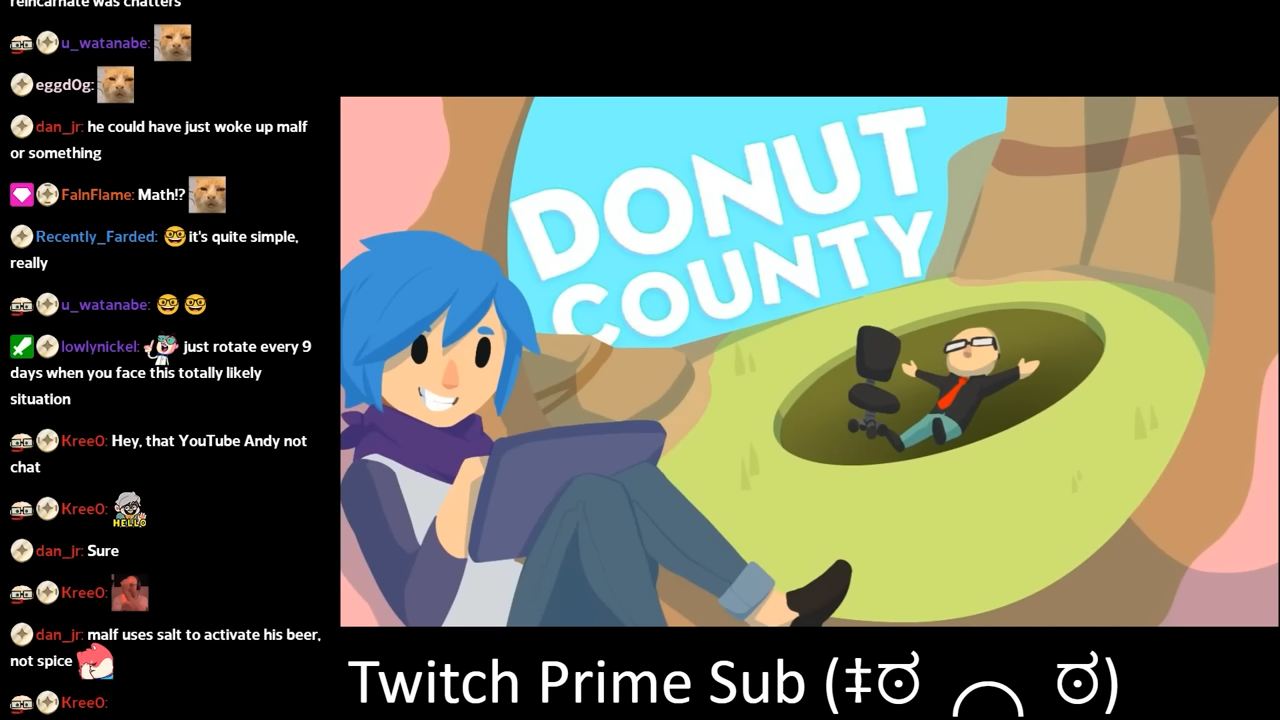 reincarnate was chatters
u_watanabe:
eggd0g:
dan_jr: he could have just woke up malf
or something
FalnFlame: Math!?
Recently_Farded: 🤓it's quite simple,
really
u_watanabe: 🤓 🤓
lowlynickel: just rotate every 9
days when you face this totally likely
situation
Kree0: Hey, that YouTube Andy not
chat
Kree0: HELLO
dan_jr: Sure
Kree0:
dan_jr: malf uses salt to activate his beer,
not spice
Kree0:
DONUT
COUNTY
Twitch Prime Sub (‡ಠ ╭╮ ಠ)